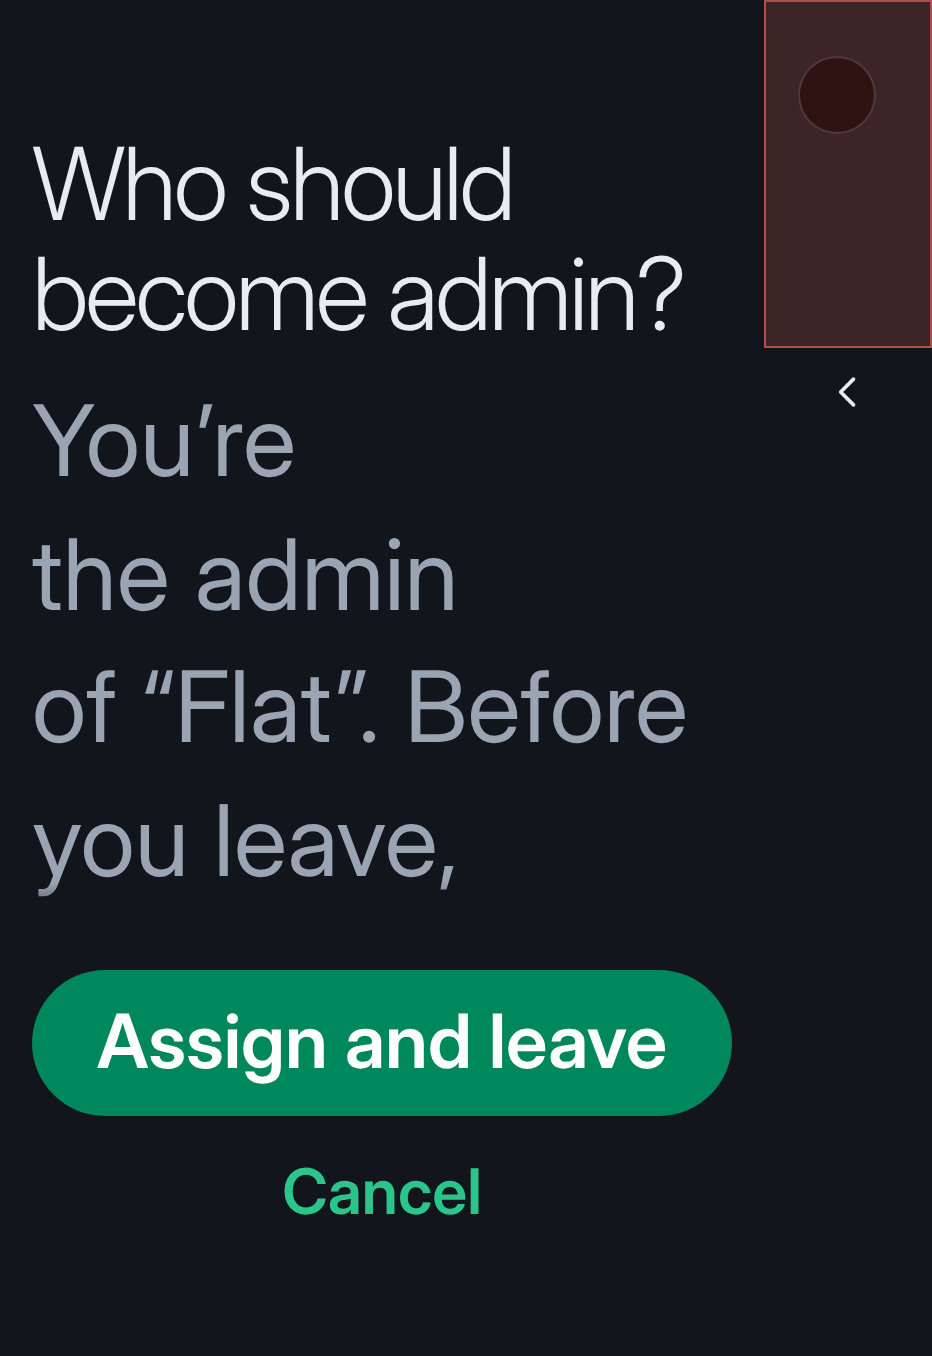 Who should
become admin?
You’re
the admin
of “Flat”. Before
you leave,
Assign and leave
Cancel